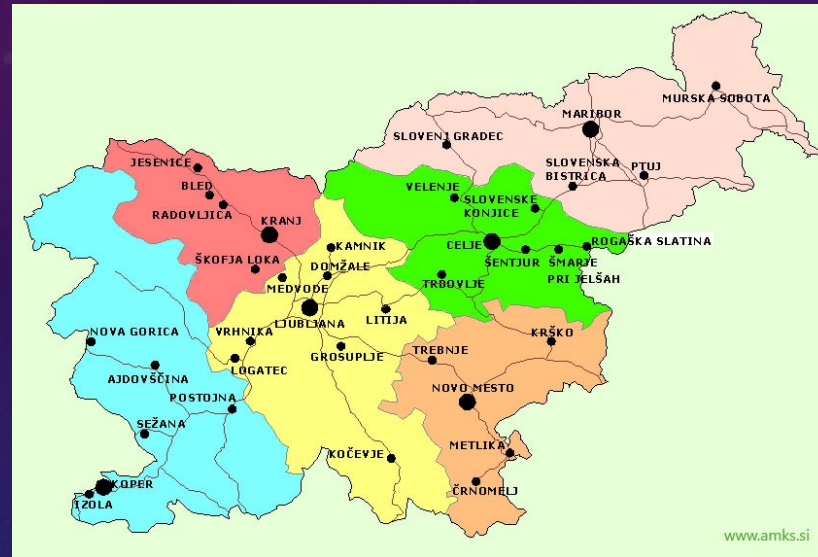 MURSKA SOBOTA
MARIBOR
SLOVENJ GRADEC
SLOVENSKA
BISTRICA
PTUJ
JESENICE
BLED
RADOVLJICA
VELENJE
SLOVENSKE
KONJICE
KRANJ
CELJE
ROGAŠKA SLATINA
KAMNIK
ŠENTJUR
ŠMARJE
PRI JELŠAH
ŠKOFJA LOKA
DOMŽALE
MEDVODE
TRBOVLJE
LJUBLJANA
LITIJA
NOVA GORICA
VRHNIKA
KRŠKO
GROSUPLJE
TREBNJE
LOGATEC
AJDOVŠČINA
NOVO MESTO
POSTOJNA
SEŽANA
KOČEVJE
METLIKA
KOPER
ČRNOMELJ
IZOLA
www.amks.si